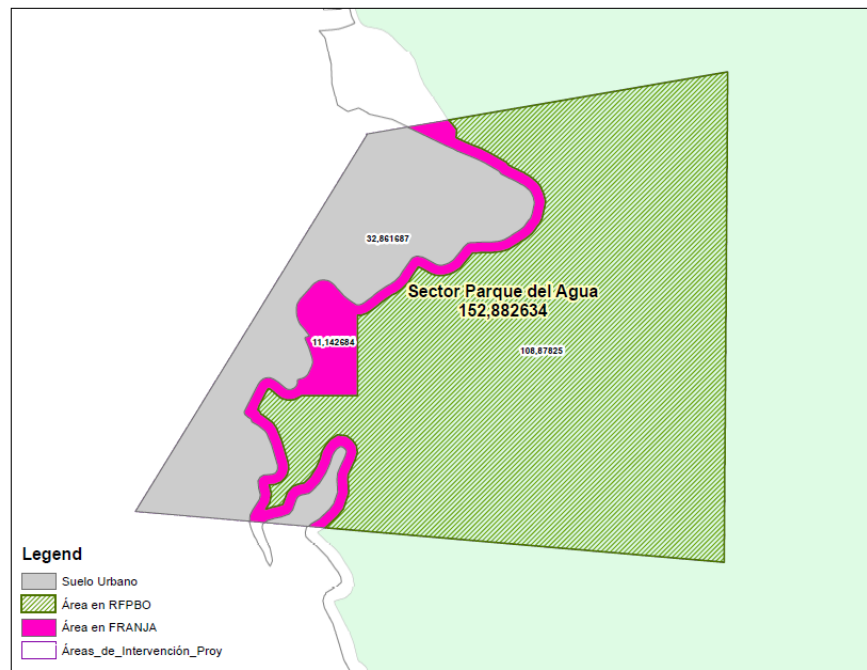 32,861687
Sector Parque del Agua
152,882634
11,142684
108,87825
Legend
Suelo Urbano
Área en RFPBO
Área en FRANJA
Áreas_de_Intervención_Proy